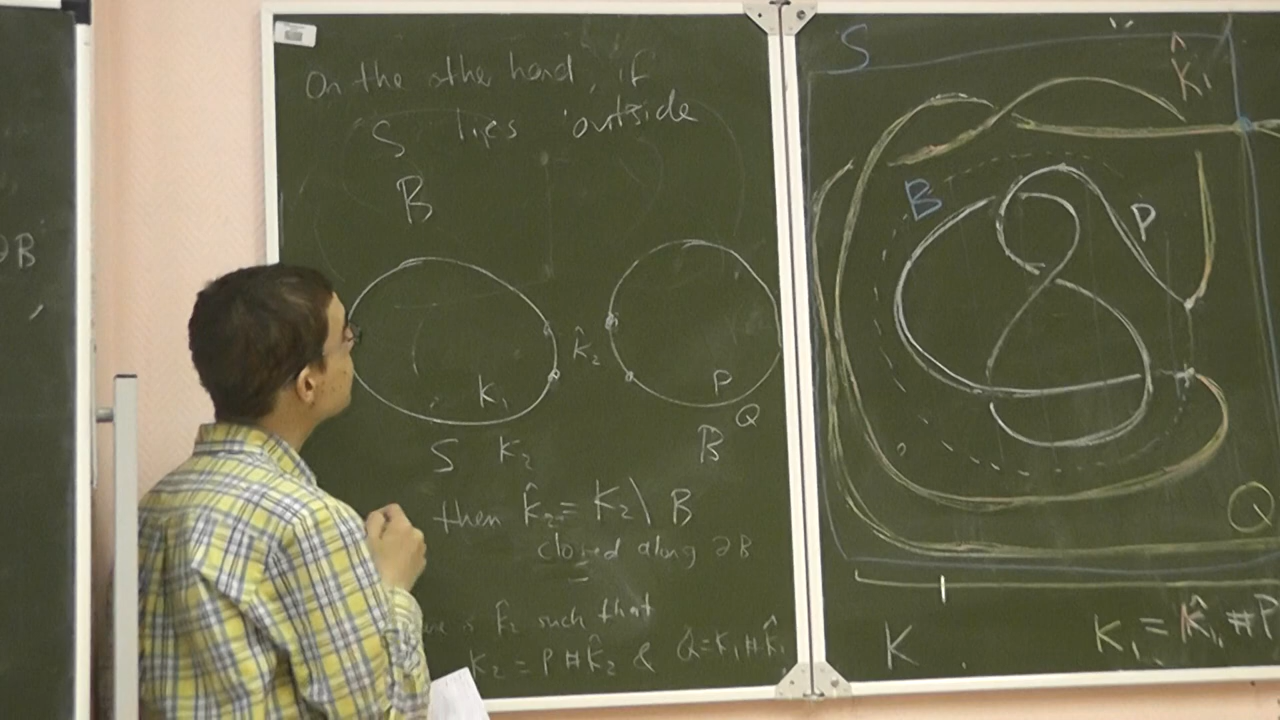 ∂B
On the other hand, if
S lies outside
B
K̂₂
K₁
P
Q
S K₂
B
then K̂₂ = K₂ \ B
closed along ∂B
is K̂₂ such that
K₂ = P # K̂₂ & Q = K₁ # K̂₂
S
K̂₁
B
P
Q
K
K₁ = K̂₁ # P